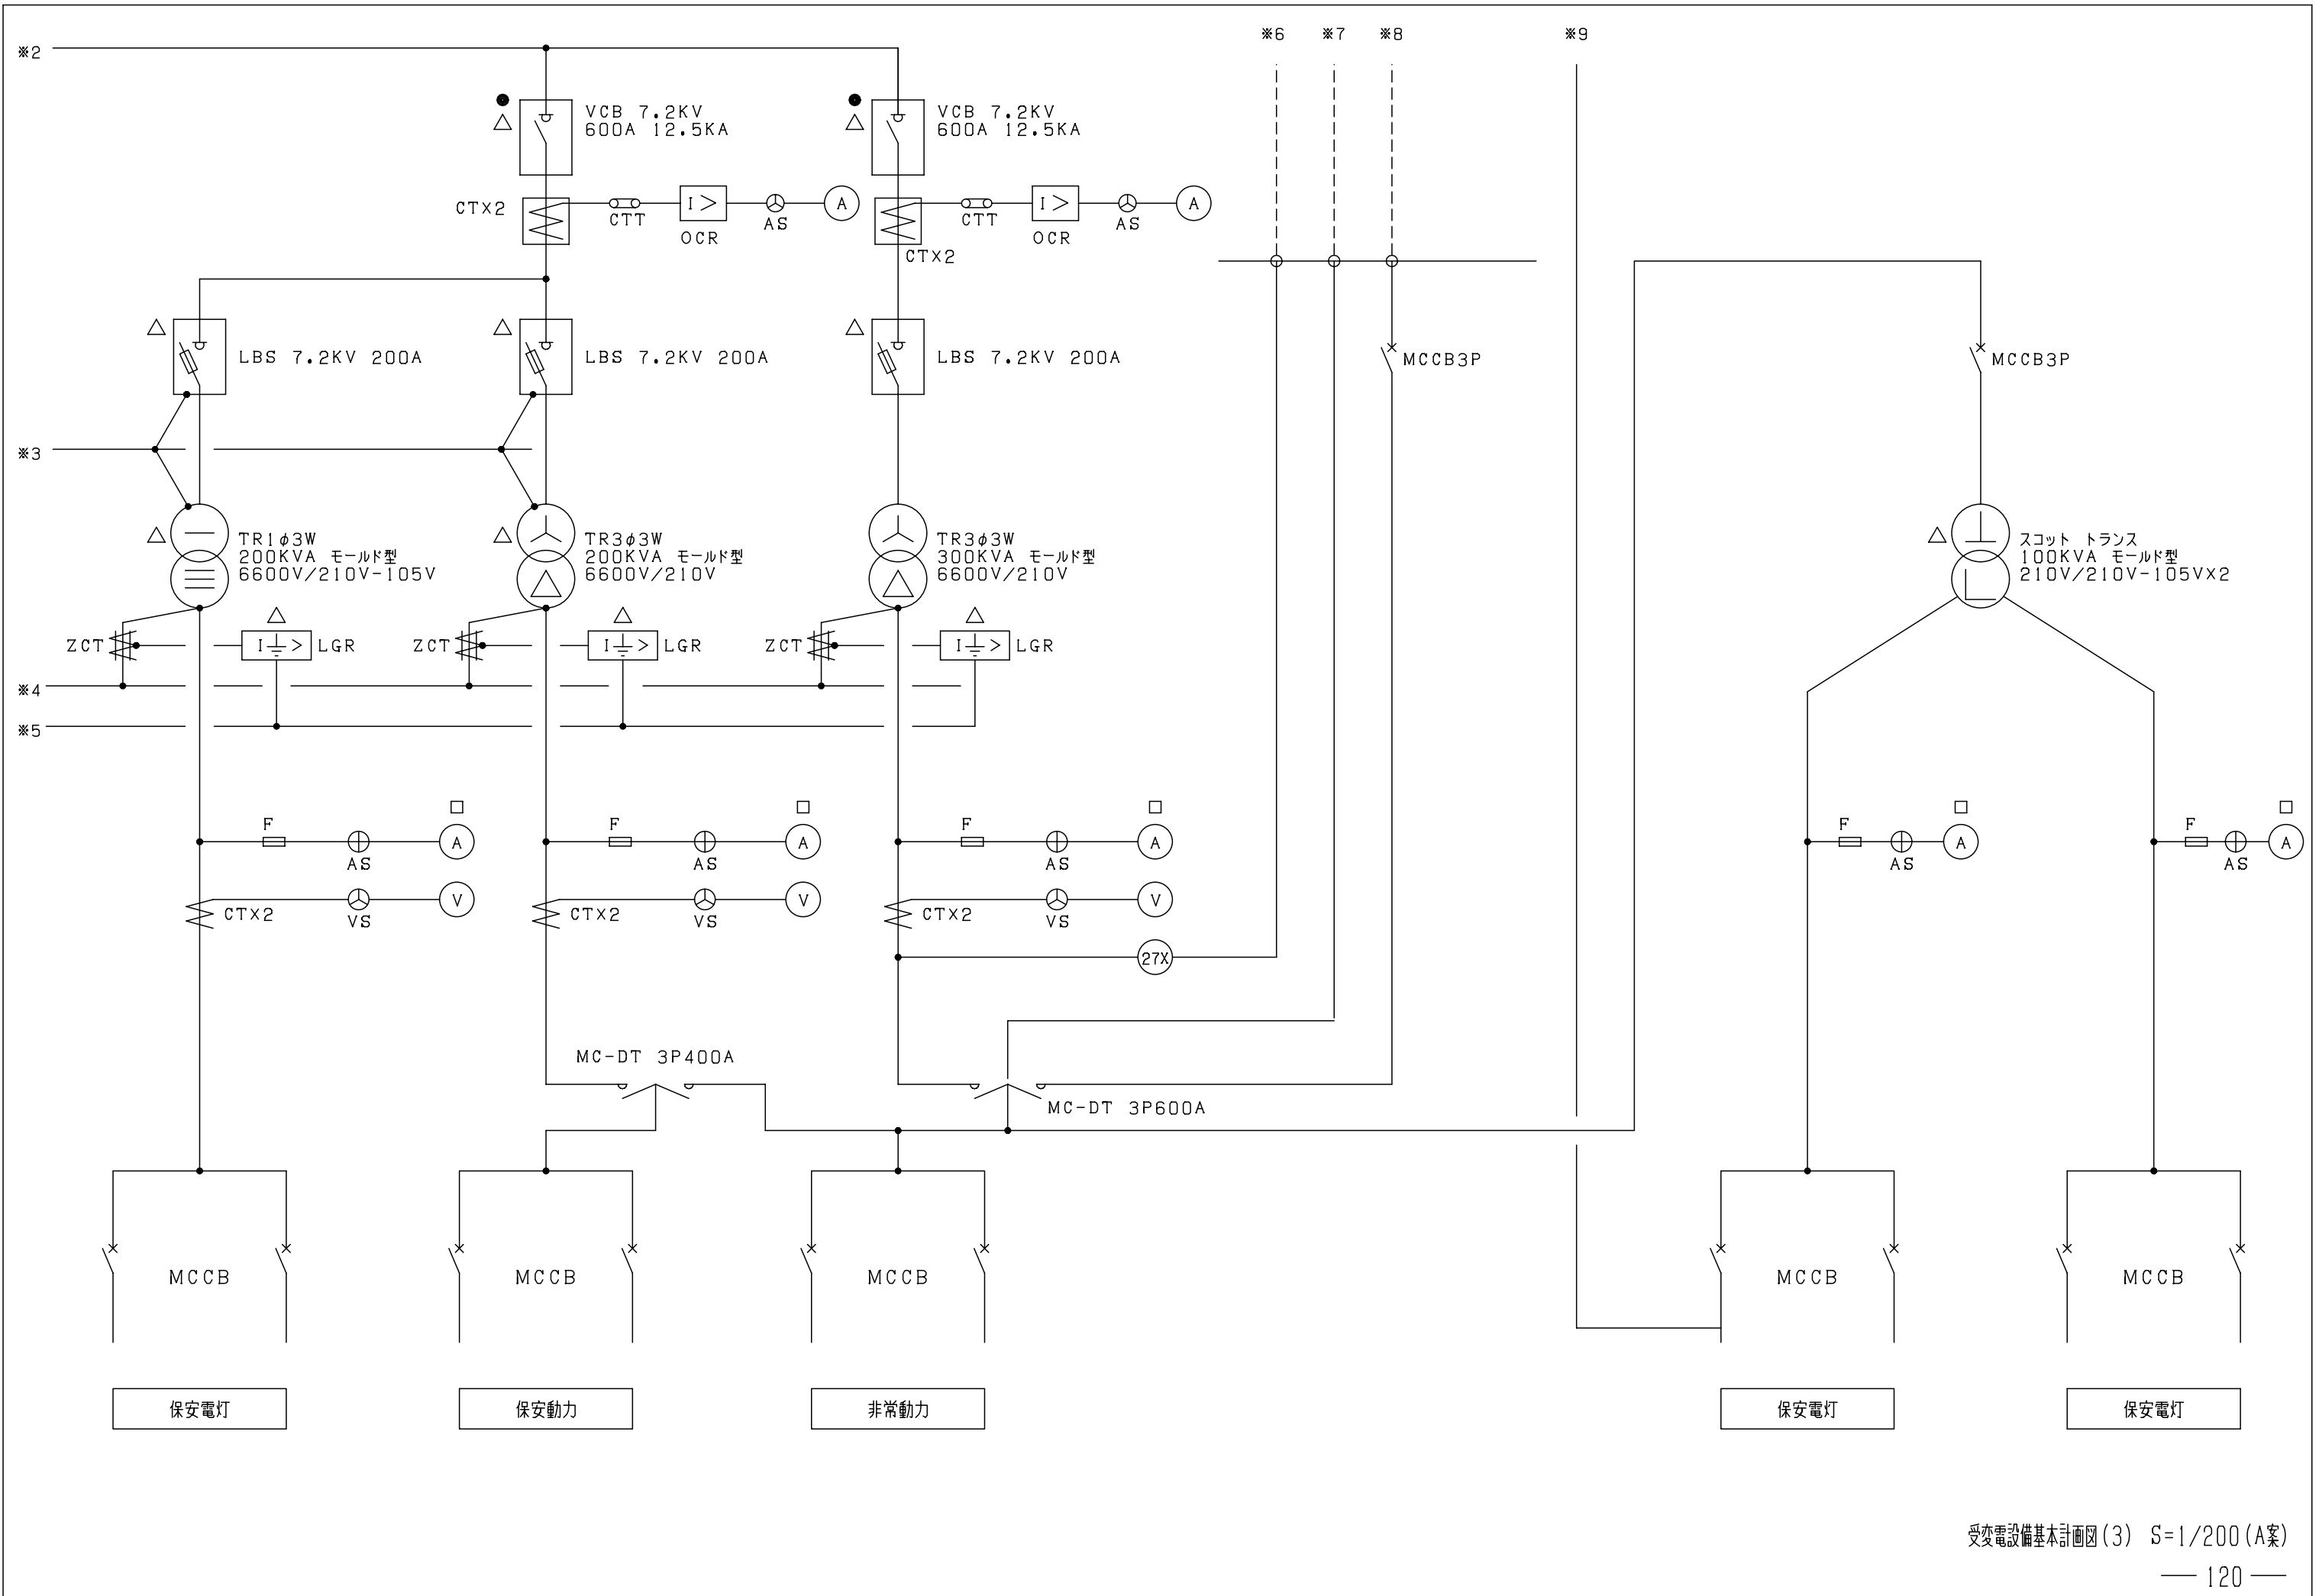 ※2
※6
※7
※8
※9
VCB 7.2KV
600A 12.5KA
VCB 7.2KV
600A 12.5KA
CTX2
CTT
I>
OCR
AS
A
CTX2
CTT
I>
OCR
AS
A
LBS 7.2KV 200A
LBS 7.2KV 200A
LBS 7.2KV 200A
MCCB3P
MCCB3P
※3
TR1φ3W
200KVA モールド型
6600V/210V-105V
TR3φ3W
200KVA モールド型
6600V/210V
TR3φ3W
300KVA モールド型
6600V/210V
スコット トランス
100KVA モールド型
210V/210V-105VX2
ZCT
I >
LGR
ZCT
I >
LGR
ZCT
I >
LGR
※4
※5
F
AS
A
F
AS
A
F
AS
A
F
AS
A
F
AS
A
CTX2
VS
V
CTX2
VS
V
CTX2
VS
V
27X
MC-DT 3P400A
MC-DT 3P600A
MCCB
MCCB
MCCB
MCCB
MCCB
保安電灯
保安動力
非常動力
保安電灯
保安電灯
受変電設備基本計画図(3) S=1/200(A案)
— 120 —